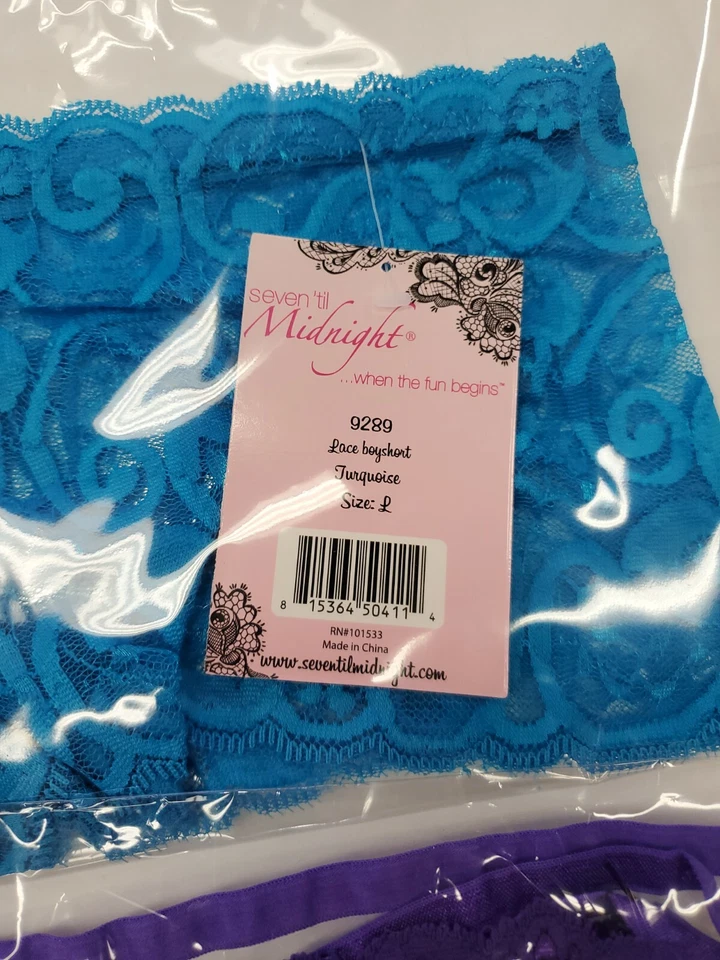 seven 'til
Midnight®
...when the fun begins™
9289
Lace boyshort
Turquoise
Size: L
8 15364 50411 4
RN#101533
Made in China
www.seventilmidnight.com